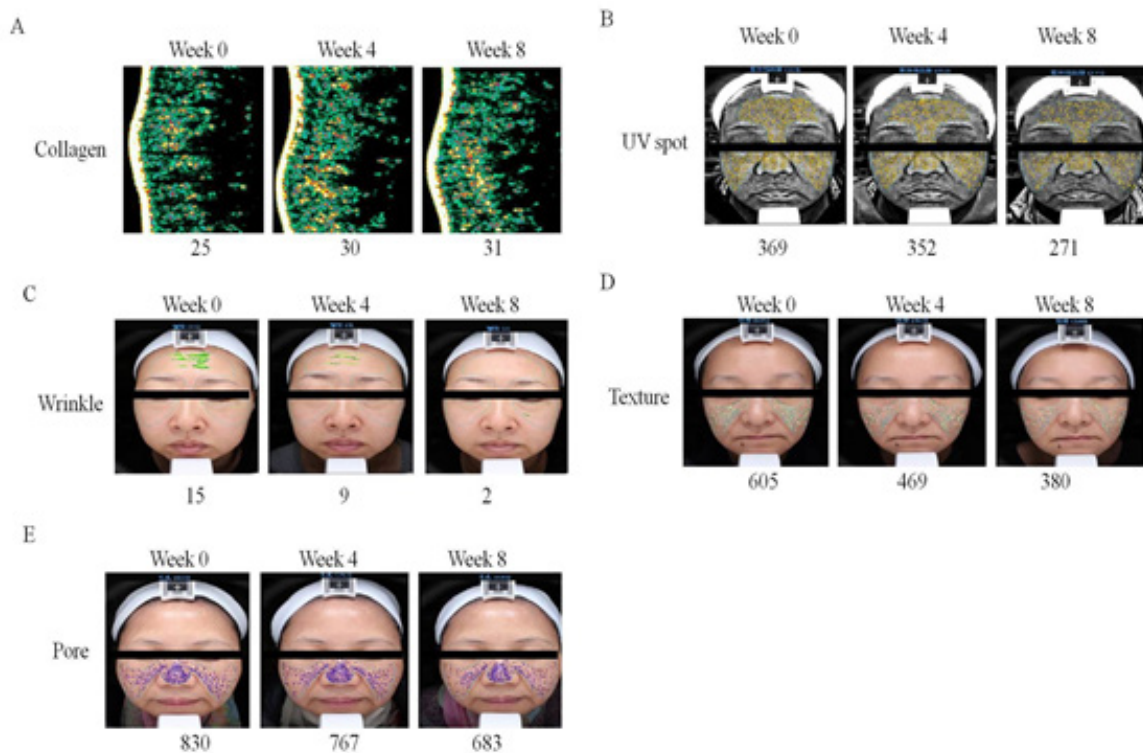 A
Week 0 Week 4 Week 8
Collagen
25 30 31
B
Week 0 Week 4 Week 8
UV spot
369 352 271
C
Week 0 Week 4 Week 8
Wrinkle
15 9 2
D
Week 0 Week 4 Week 8
Texture
605 469 380
E
Week 0 Week 4 Week 8
Pore
830 767 683